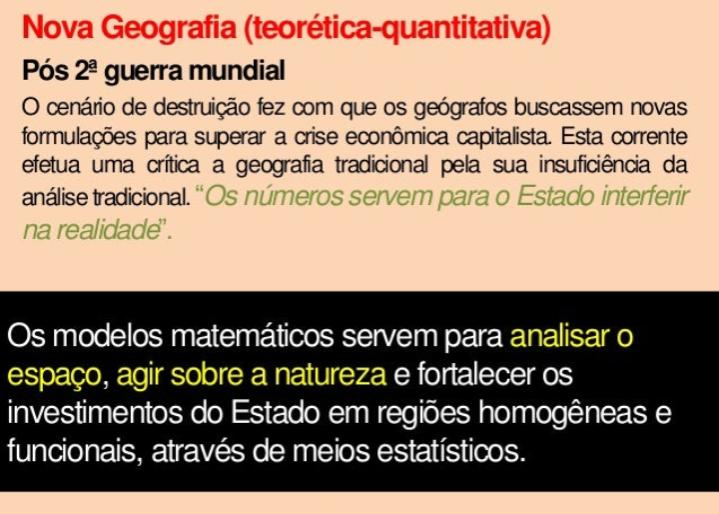 Nova Geografia (teorética-quantitativa)
Pós 2ª guerra mundial
O cenário de destruição fez com que os geógrafos buscassem novas
formulações para superar a crise econômica capitalista. Esta corrente
efetua uma crítica a geografia tradicional pela sua insuficiência da
análise tradicional. “Os números servem para o Estado interferir
na realidade”.
Os modelos matemáticos servem para analisar o
espaço, agir sobre a natureza e fortalecer os
investimentos do Estado em regiões homogêneas e
funcionais, através de meios estatísticos.